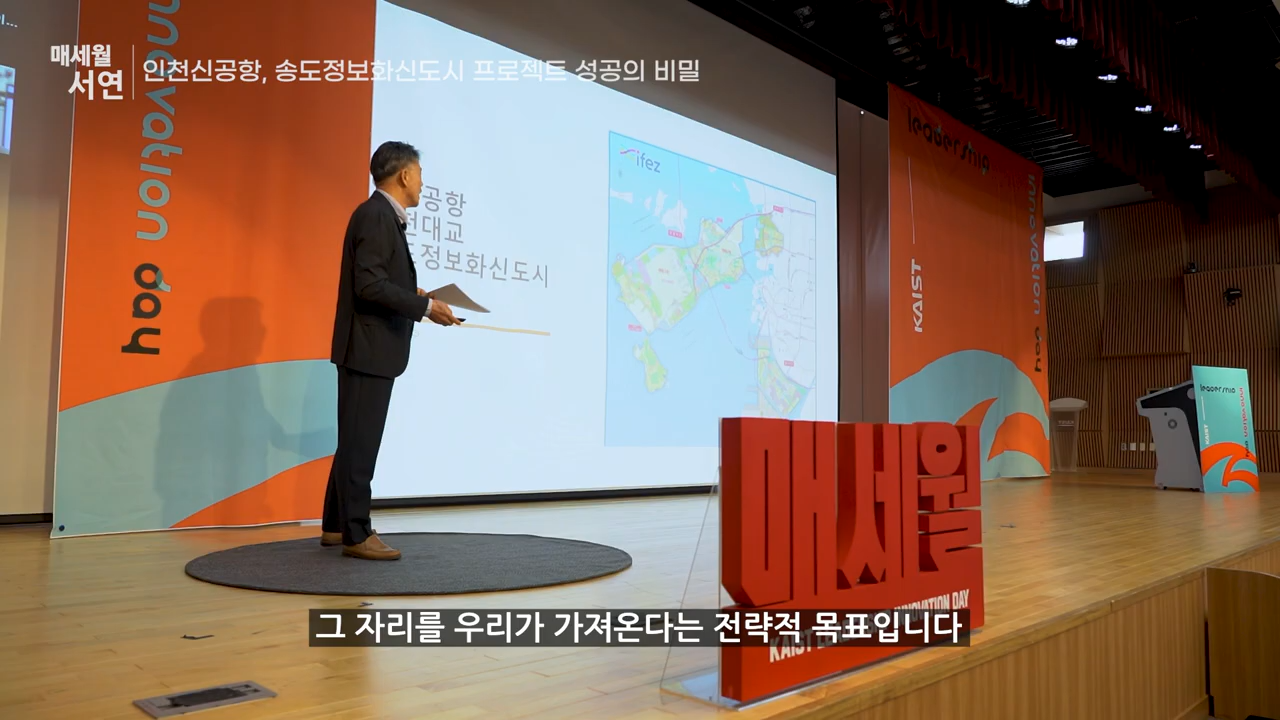 매세월
서연
인천신공항, 송도정보화신도시 프로젝트 성공의 비밀
innovation day
공항
대교
정보화신도시
ifez
leadership
innovation day
KAIST
leadership
KAIST
매세월
KAIST INNOVATION DAY
그 자리를 우리가 가져온다는 전략적 목표입니다